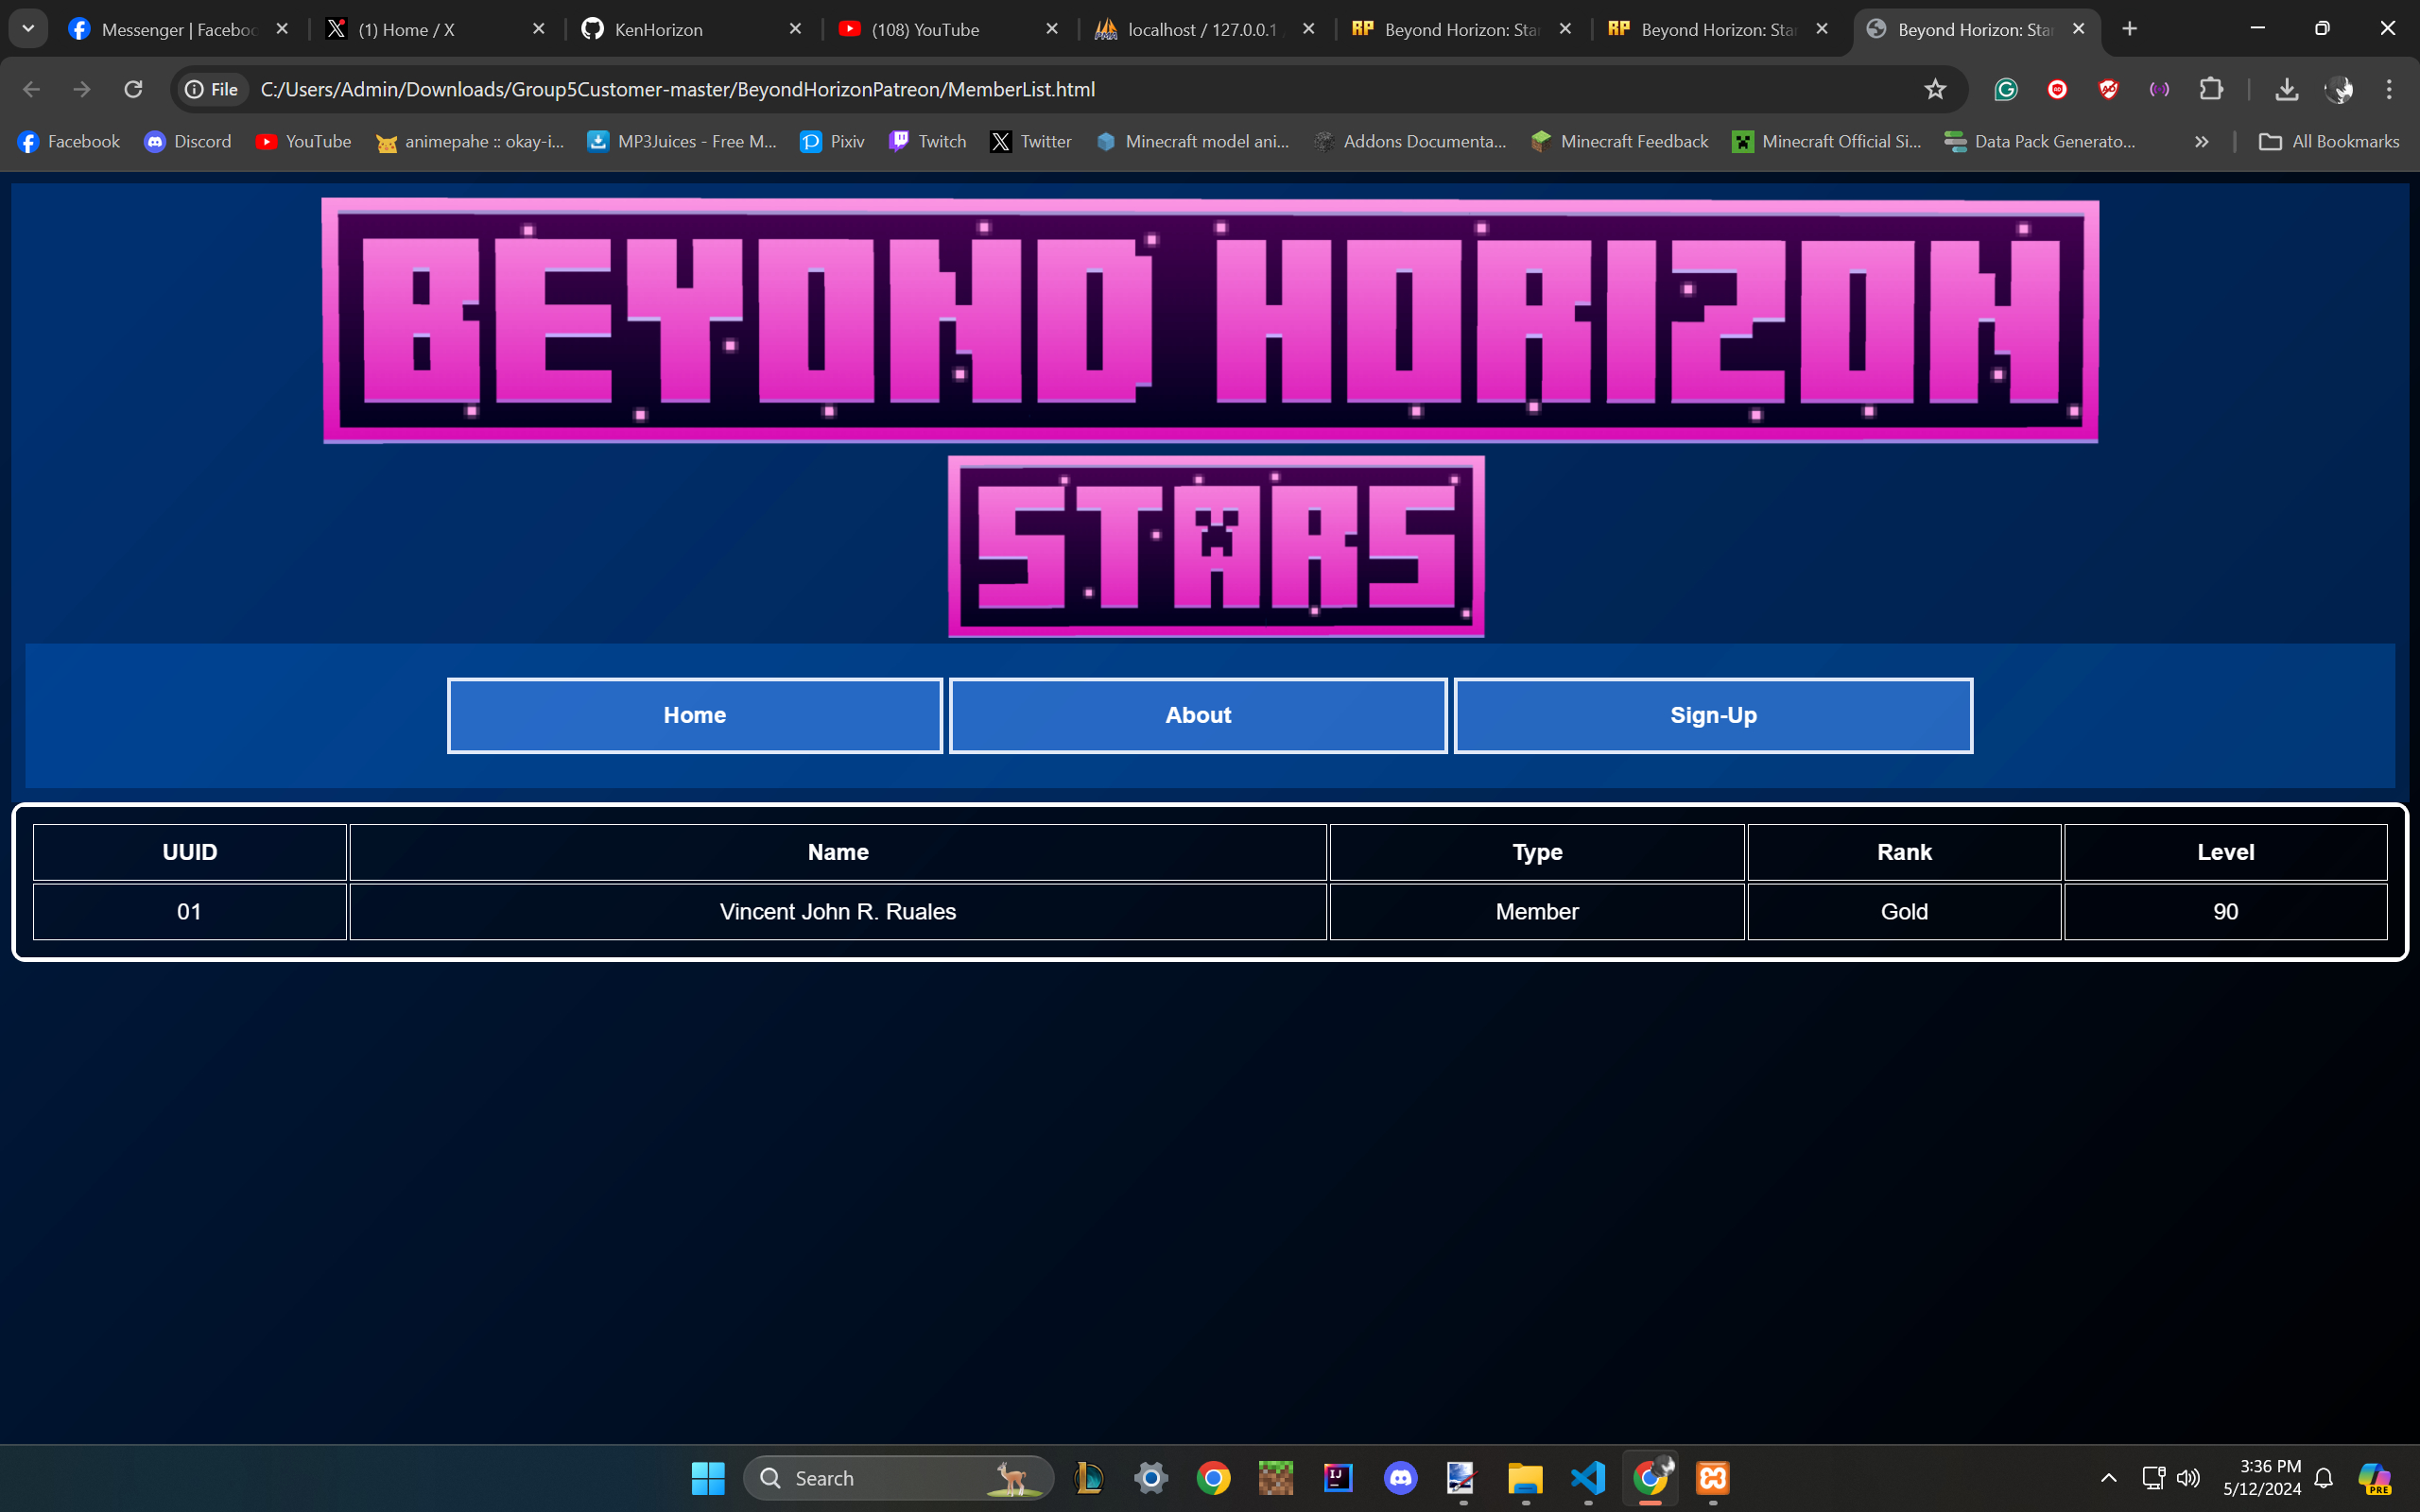 Messenger | Faceboo
(1) Home / X
KenHorizon
(108) YouTube
localhost / 127.0.0.1
Beyond Horizon: Star
Beyond Horizon: Star
Beyond Horizon: Star
File
C:/Users/Admin/Downloads/Group5Customer-master/BeyondHorizonPatreon/MemberList.html
Facebook
Discord
YouTube
animepahe :: okay-i...
MP3Juices - Free M...
Pixiv
Twitch
Twitter
Minecraft model ani...
Addons Documenta...
Minecraft Feedback
Minecraft Official Si...
Data Pack Generato...
»
All Bookmarks
BEYOND HORIZON
STARS
Home About Sign-Up
UUID Name Type Rank Level
01 Vincent John R. Ruales Member Gold 90
Search
3:36 PM
5/12/2024
PRE